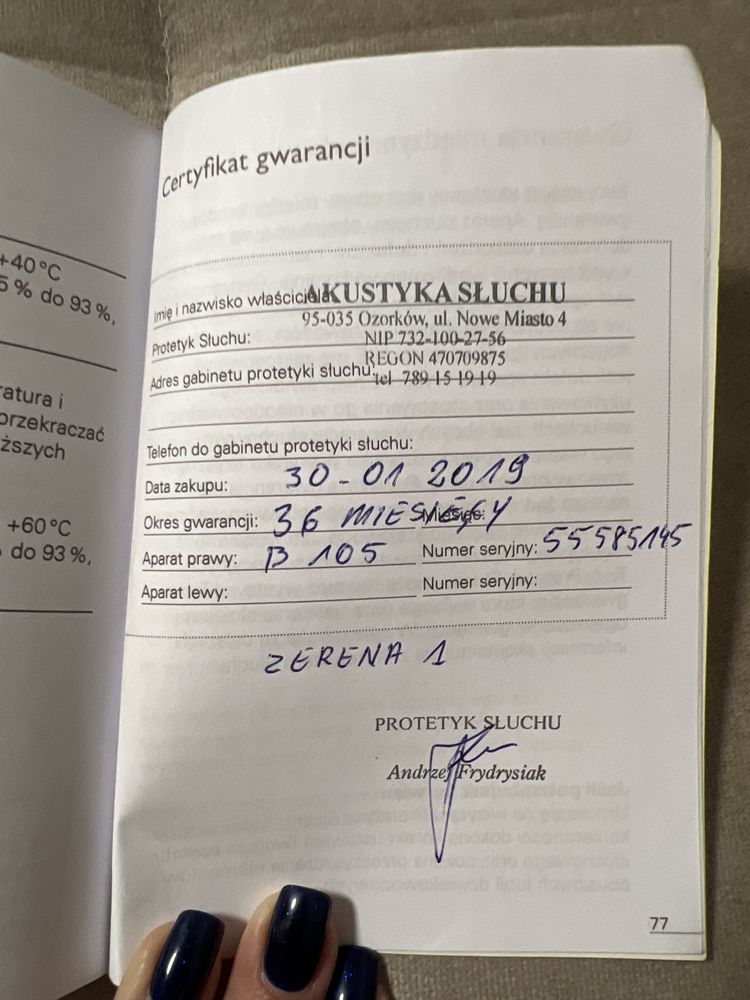 +40°C
5 % do 93 %,
ratura i
przekraczać
ższych
+60°C
do 93 %,
Certyfikat gwarancji
Imię i nazwisko właściciela:
AKUSTYKA SŁUCHU
95-035 Ozorków, ul. Nowe Miasto 4
Protetyk Słuchu:
NIP 732-100-27-56
REGON 470709875
Adres gabinetu protetyki słuchu:
tel 789 15 19 19
Telefon do gabinetu protetyki słuchu:
Data zakupu: 30-01 2019
Okres gwarancji: 36 MIESIĘCY Miesiąc:
Aparat prawy: B 105 Numer seryjny: 55585145
Aparat lewy: Numer seryjny:
ZERENA 1
PROTETYK SŁUCHU
Andrzej Frydrysiak
77